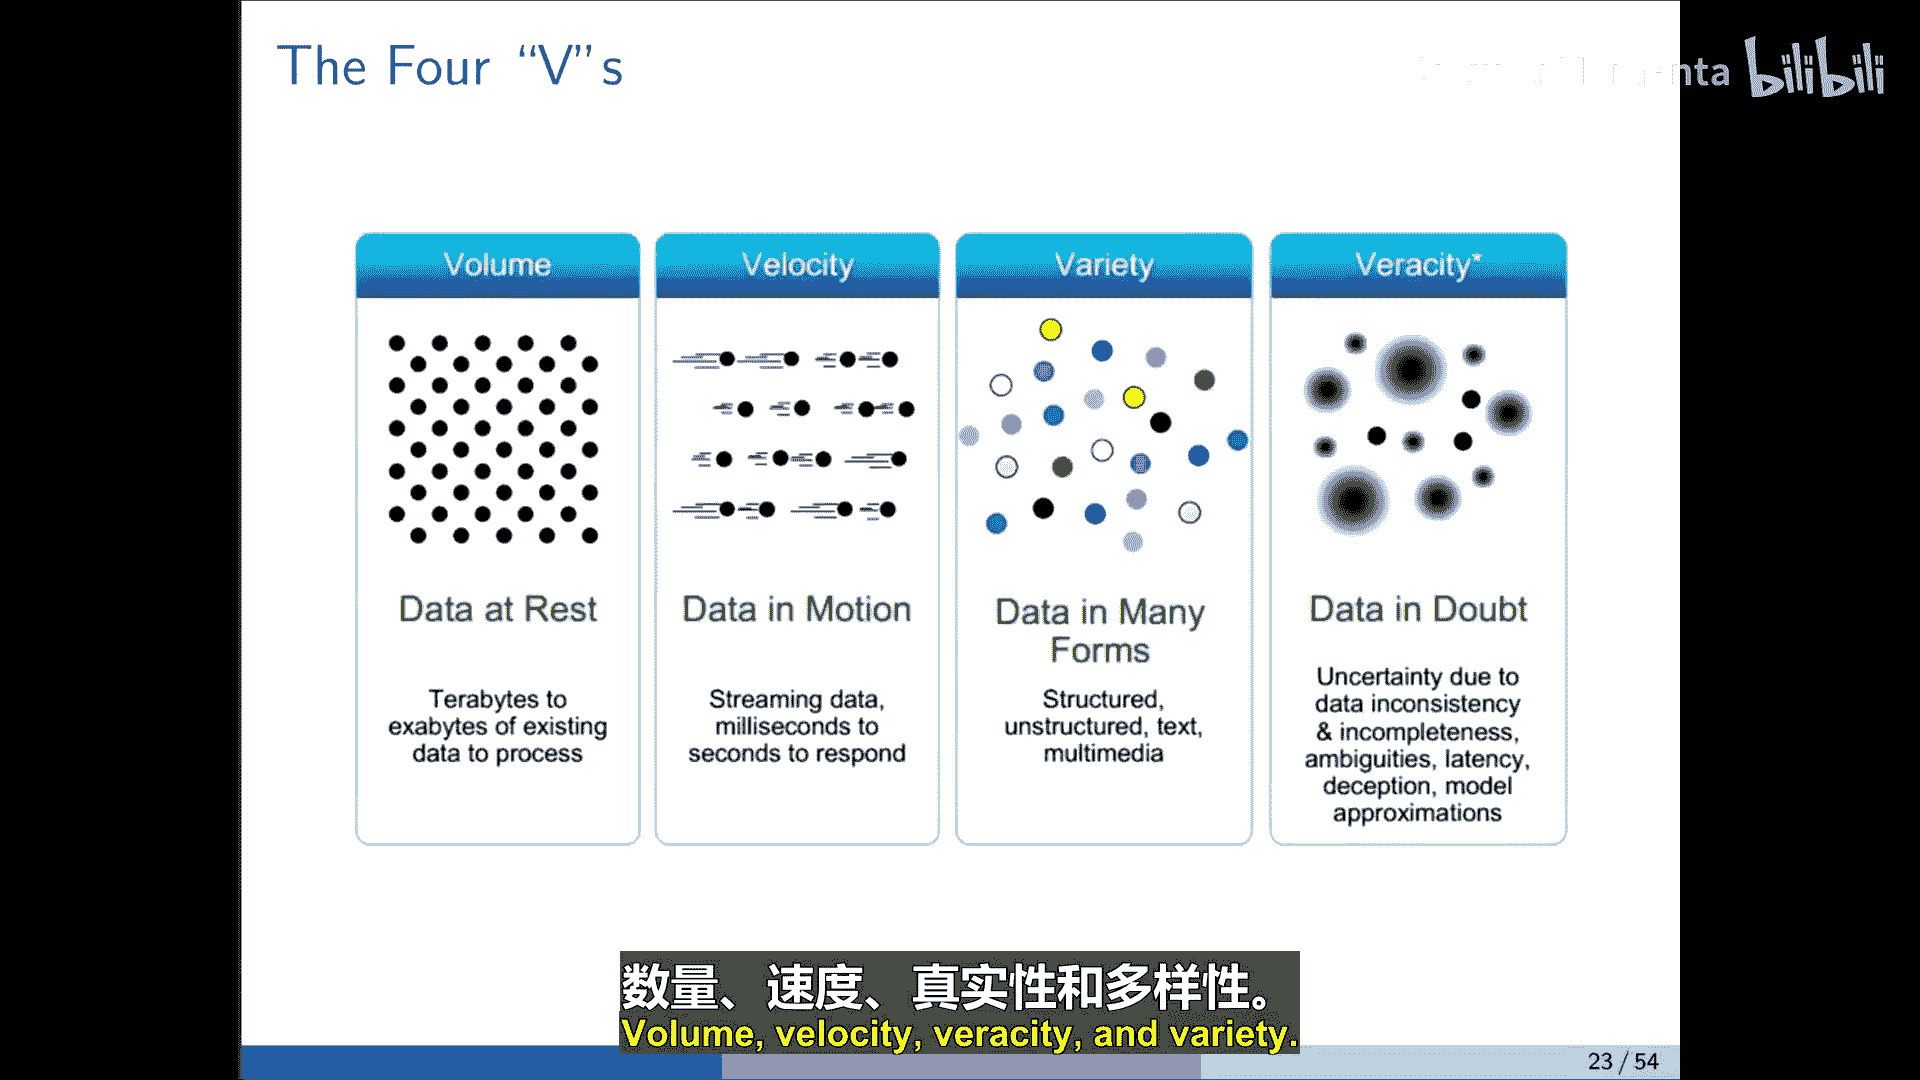 The Four “V”s
nta bilibili
Volume
Data at Rest
Terabytes to
exabytes of existing
data to process
Velocity
Data in Motion
Streaming data,
milliseconds to
seconds to respond
Variety
Data in Many
Forms
Structured,
unstructured, text,
multimedia
Veracity*
Data in Doubt
Uncertainty due to
data inconsistency
& incompleteness,
ambiguities, latency,
deception, model
approximations
数量、速度、真实性和多样性。
Volume, velocity, veracity, and variety.
23 / 54